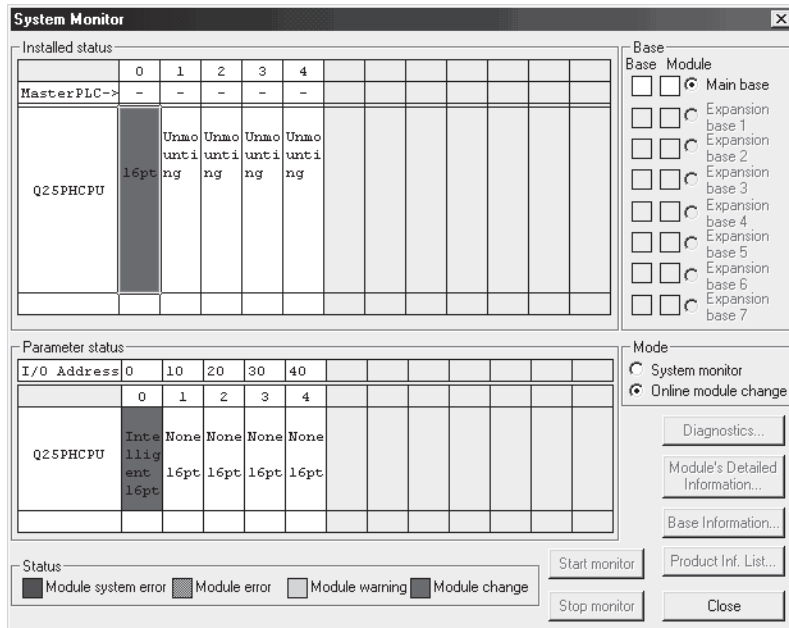 System Monitor
Installed status
0 1 2 3 4
MasterPLC-> - - - - -
Q25PHCPU
16pt
Unmo
unti
ng
Unmo
unti
ng
Unmo
unti
ng
Unmo
unti
ng
Base
Base Module
Main base
Expansion
base 1
Expansion
base 2
Expansion
base 3
Expansion
base 4
Expansion
base 5
Expansion
base 6
Expansion
base 7
Parameter status
I/O Address 0 10 20 30 40
0 1 2 3 4
Q25PHCPU
Inte
llig
ent
16pt
None
16pt
None
16pt
None
16pt
None
16pt
Mode
System monitor
Online module change
Diagnostics...
Module's Detailed
Information...
Base Information...
Product Inf. List...
Status
Module system error Module error Module warning Module change
Start monitor
Stop monitor
Close